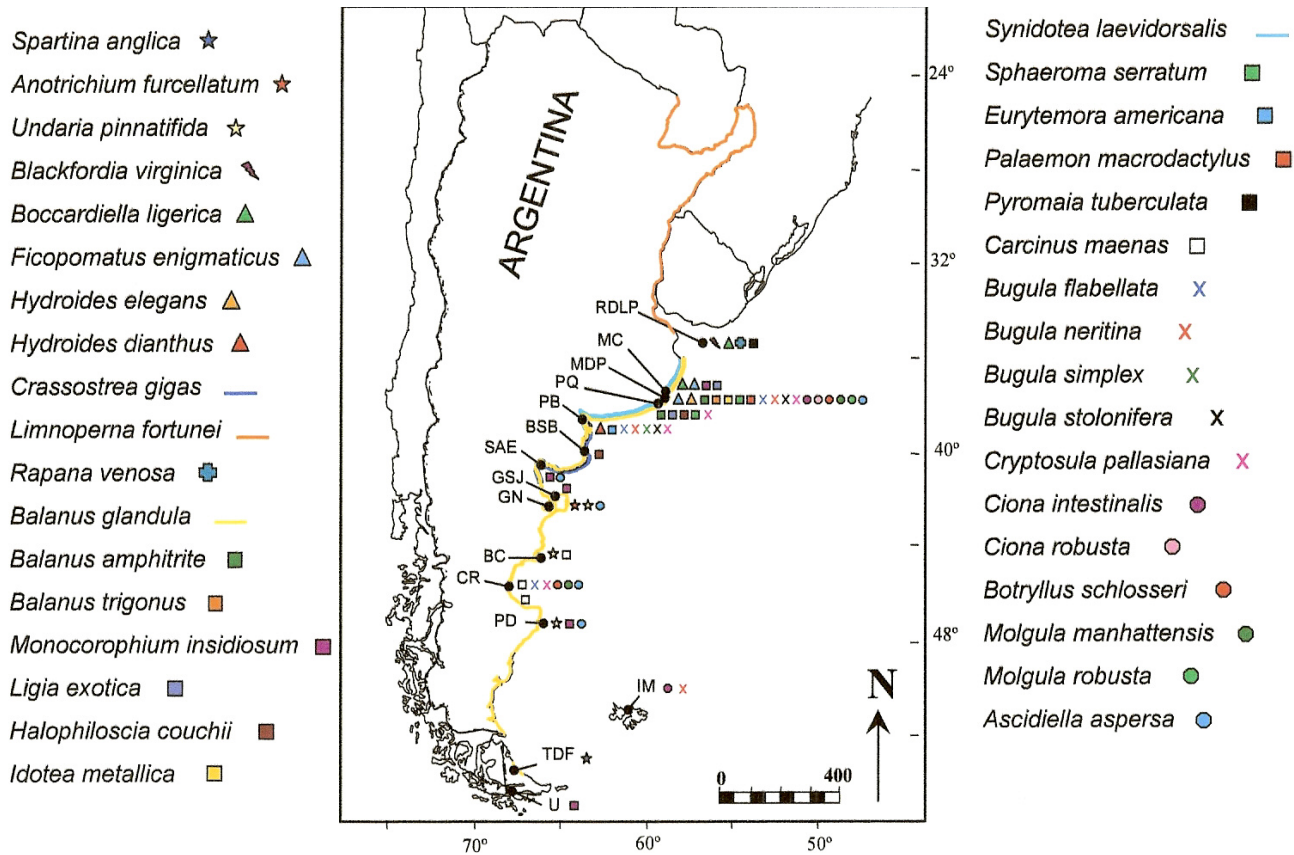 Spartina anglica
Anotrichium furcellatum
Undaria pinnatifida
Blackfordia virginica
Boccardiella ligerica
Ficopomatus enigmaticus
Hydroides elegans
Hydroides dianthus
Crassostrea gigas
Limnoperna fortunei
Rapana venosa
Balanus glandula
Balanus amphitrite
Balanus trigonus
Monocorophium insidiosum
Ligia exotica
Halophiloscia couchii
Idotea metallica
ARGENTINA
RDLP
MC
MDP
PQ
PB
BSB
SAE
GSJ
GN
BC
CR
PD
IM
TDF
U
N
0
400
24º
32º
40º
48º
70º
60º
50º
Synidotea laevidorsalis
Sphaeroma serratum
Eurytemora americana
Palaemon macrodactylus
Pyromaia tuberculata
Carcinus maenas
Bugula flabellata
Bugula neritina
Bugula simplex
Bugula stolonifera
Cryptosula pallasiana
Ciona intestinalis
Ciona robusta
Botryllus schlosseri
Molgula manhattensis
Molgula robusta
Ascidiella aspersa